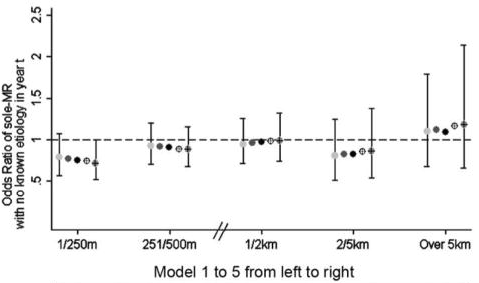 Odds Ratio of sole-MR
with no known etiology in year t
2.5
2
1.5
1
.5
1/250m 251/500m 1/2km 2/5km Over 5km
Model 1 to 5 from left to right